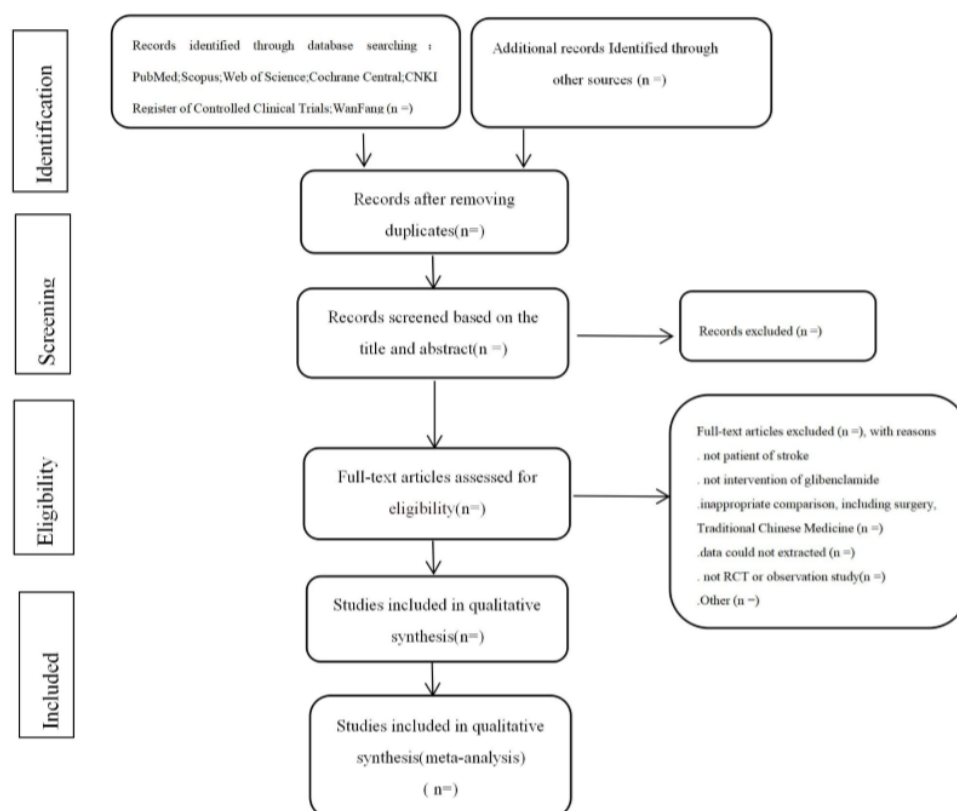 Identification
Records identified through database searching :
PubMed;Scopus;Web of Science;Cochrane Central;CNKI
Register of Controlled Clinical Trials;WanFang (n =)
Additional records Identified through
other sources (n =)
Records after removing
duplicates(n=)
Screening
Records screened based on the
title and abstract(n =)
Records excluded (n =)
Eligibility
Full-text articles assessed for
eligibility(n=)
Full-text articles excluded (n =), with reasons
. not patient of stroke
. not intervention of glibenclamide
.inappropriate comparison, including surgery,
Traditional Chinese Medicine (n =)
.data could not extracted (n =)
. not RCT or observation study(n =)
.Other (n =)
Included
Studies included in qualitative
synthesis(n=)
Studies included in qualitative
synthesis(meta-analysis)
( n=)